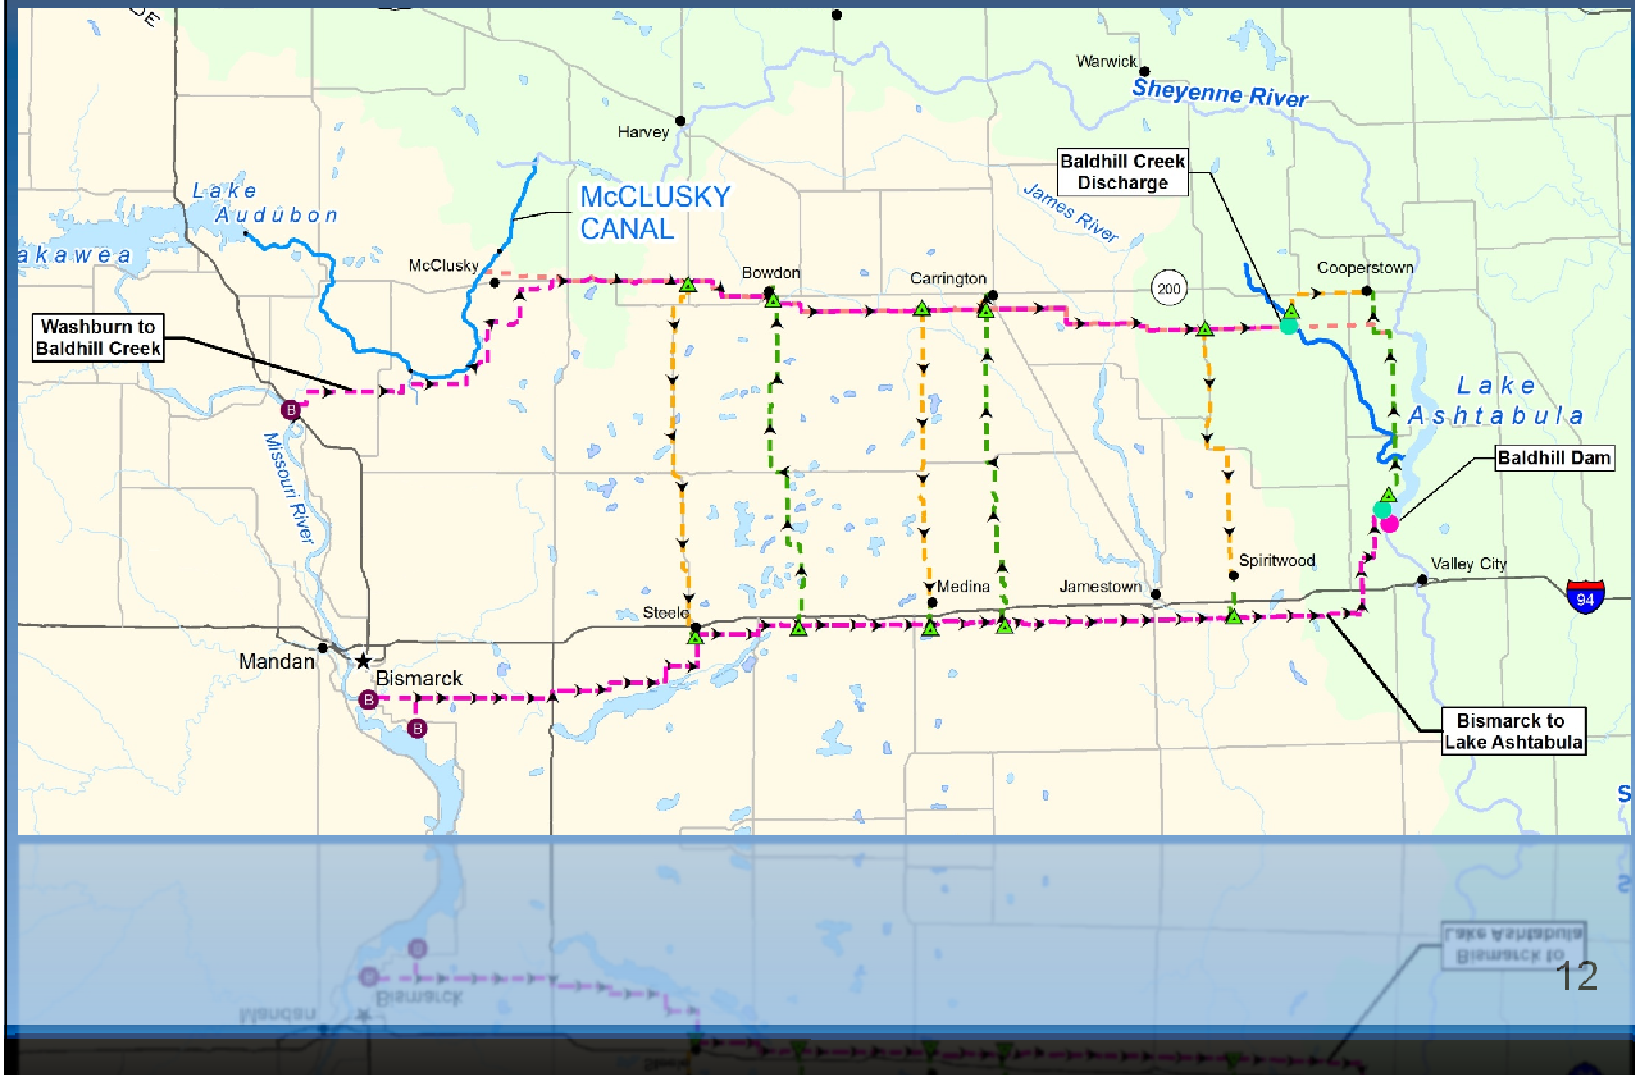 DE
Warwick
Sheyenne River
Harvey
Baldhill Creek
Discharge
Lake
Audubon
McCLUSKY
CANAL
James River
akawea
McClusky
Bowdon
Carrington
200
Cooperstown
Washburn to
Baldhill Creek
Lake
Ashtabula
B
Missouri River
Baldhill Dam
Spiritwood
Valley City
Medina
Jamestown
94
Steele
Mandan
Bismarck
B
B
Bismarck to
Lake Ashtabula
S
12